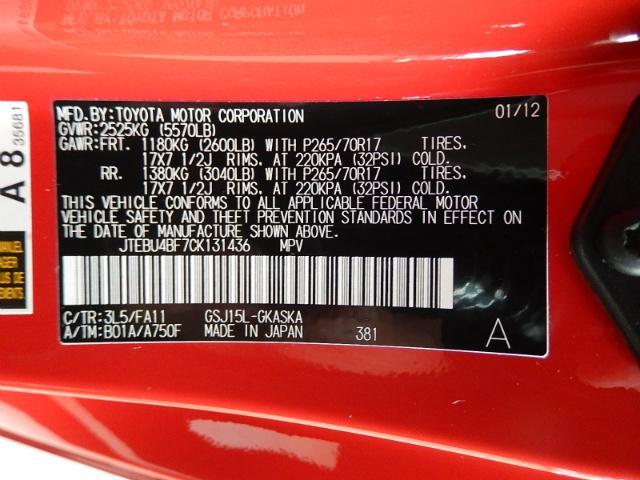 MFD.BY:TOYOTA MOTOR CORPORATION 01/12
GVWR:2525KG (5570LB)
GAWR:FRT. 1180KG (2600LB) WITH P265/70R17 TIRES,
17X7 1/2J RIMS, AT 220KPA (32PSI) COLD.
RR. 1380KG (3040LB) WITH P265/70R17 TIRES,
17X7 1/2J RIMS, AT 220KPA (32PSI) COLD.
THIS VEHICLE CONFORMS TO ALL APPLICABLE FEDERAL MOTOR
VEHICLE SAFETY AND THEFT PREVENTION STANDARDS IN EFFECT ON
THE DATE OF MANUFACTURE SHOWN ABOVE.
JTEBU4BF7CK131436 MPV
C/TR:3L5/FA11 GSJ15L-GKASKA
A/TM:B01A/A750F MADE IN JAPAN 381 A
A 8 35681
MANUEL